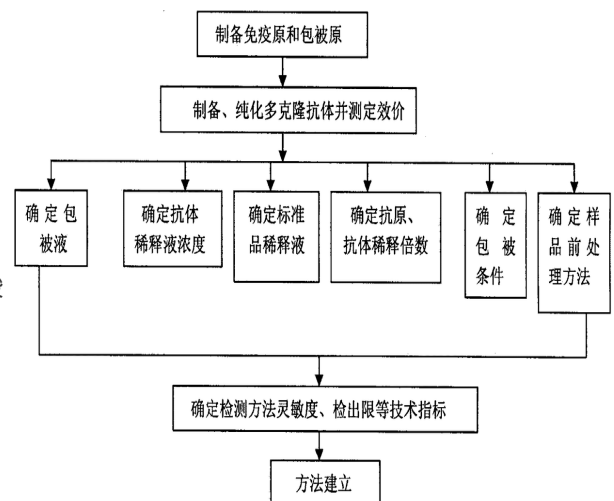 制备免疫原和包被原
制备、纯化多克隆抗体并测定效价
确定包
被液
确定抗体
稀释液浓度
确定标准
品稀释液
确定抗原、
抗体稀释倍数
确定
包被
条件
确定样
品前处
理方法
确定检测方法灵敏度、检出限等技术指标
方法建立